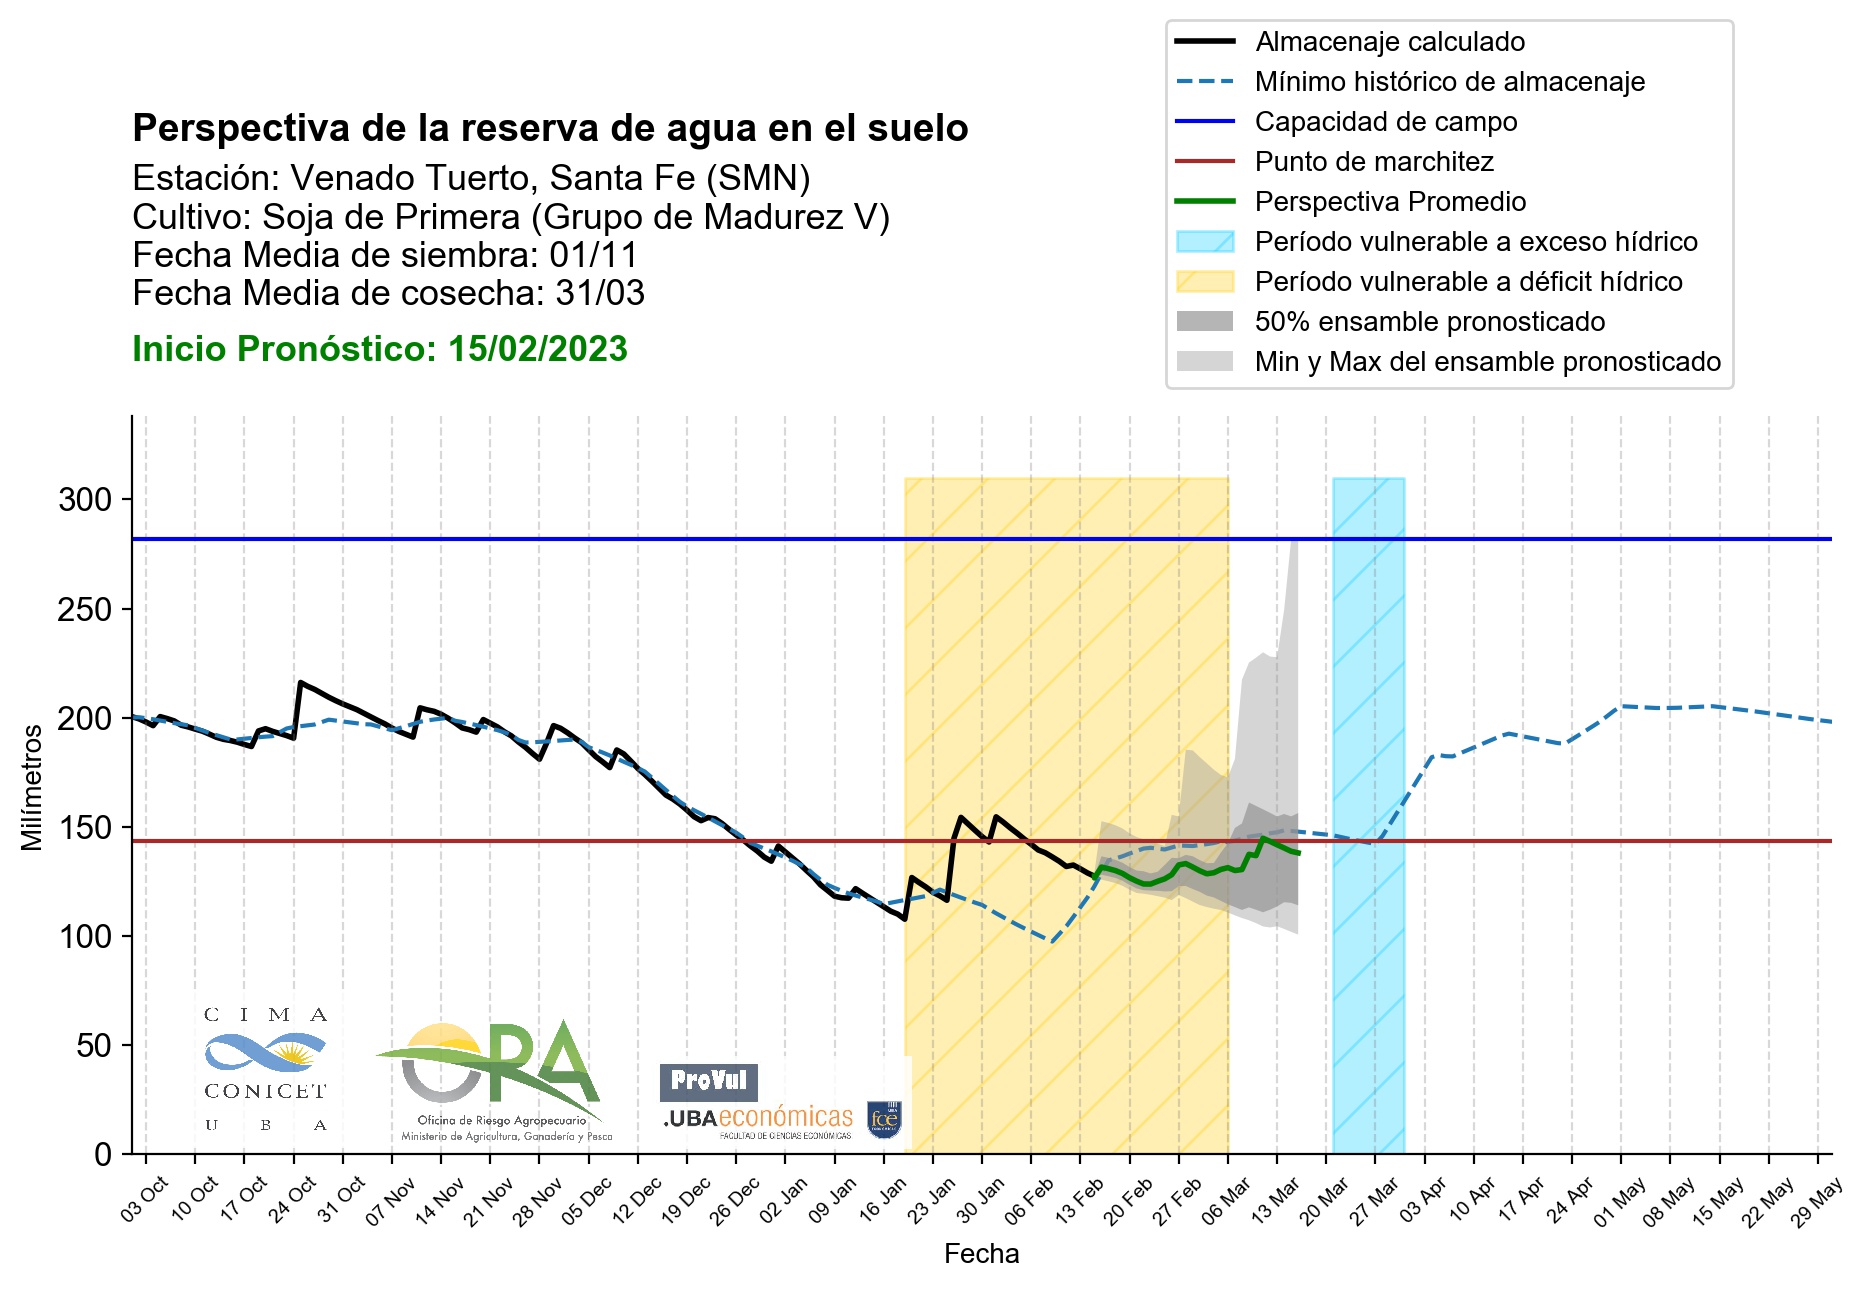 Almacenaje calculado
Mínimo histórico de almacenaje
Capacidad de campo
Punto de marchitez
Perspectiva Promedio
Período vulnerable a exceso hídrico
Período vulnerable a déficit hídrico
50% ensamble pronosticado
Min y Max del ensamble pronosticado
Perspectiva de la reserva de agua en el suelo
Estación: Venado Tuerto, Santa Fe (SMN)
Cultivo: Soja de Primera (Grupo de Madurez V)
Fecha Media de siembra: 01/11
Fecha Media de cosecha: 31/03
Inicio Pronóstico: 15/02/2023
Milímetros
300
250
200
150
100
50
0
C I M A
CONICET
U B A
ORA
Oficina de Riesgo Agropecuario
Ministerio de Agricultura, Ganadería y Pesca
ProVul
.UBAeconómicas
FACULTAD DE CIENCIAS ECONÓMICAS
UBA
fce
ECONÓMICAS
03 Oct
10 Oct
17 Oct
24 Oct
31 Oct
07 Nov
14 Nov
21 Nov
28 Nov
05 Dec
12 Dec
19 Dec
26 Dec
02 Jan
09 Jan
16 Jan
23 Jan
30 Jan
06 Feb
13 Feb
20 Feb
27 Feb
06 Mar
13 Mar
20 Mar
27 Mar
03 Apr
10 Apr
17 Apr
24 Apr
01 May
08 May
15 May
22 May
29 May
Fecha